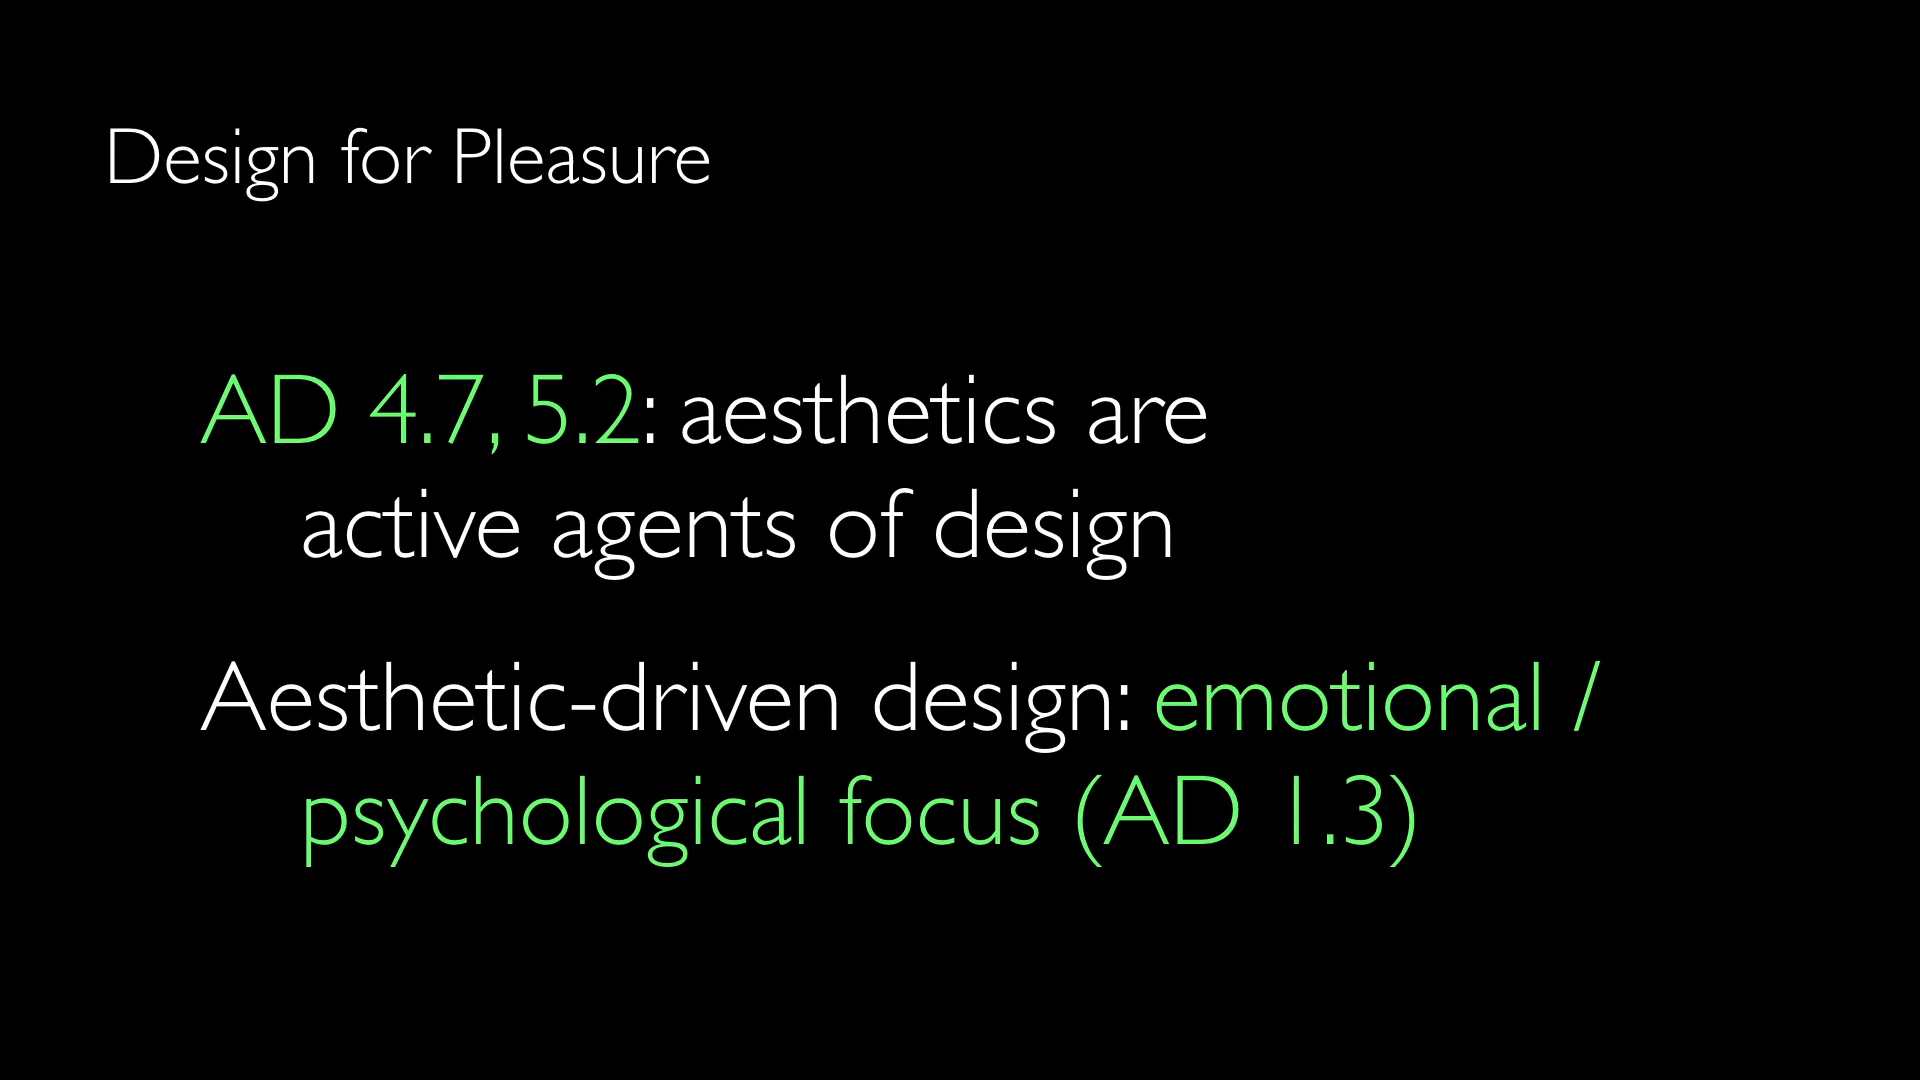 Design for Pleasure
AD 4.7, 5.2: aesthetics are
active agents of design
Aesthetic-driven design: emotional /
psychological focus (AD 1.3)